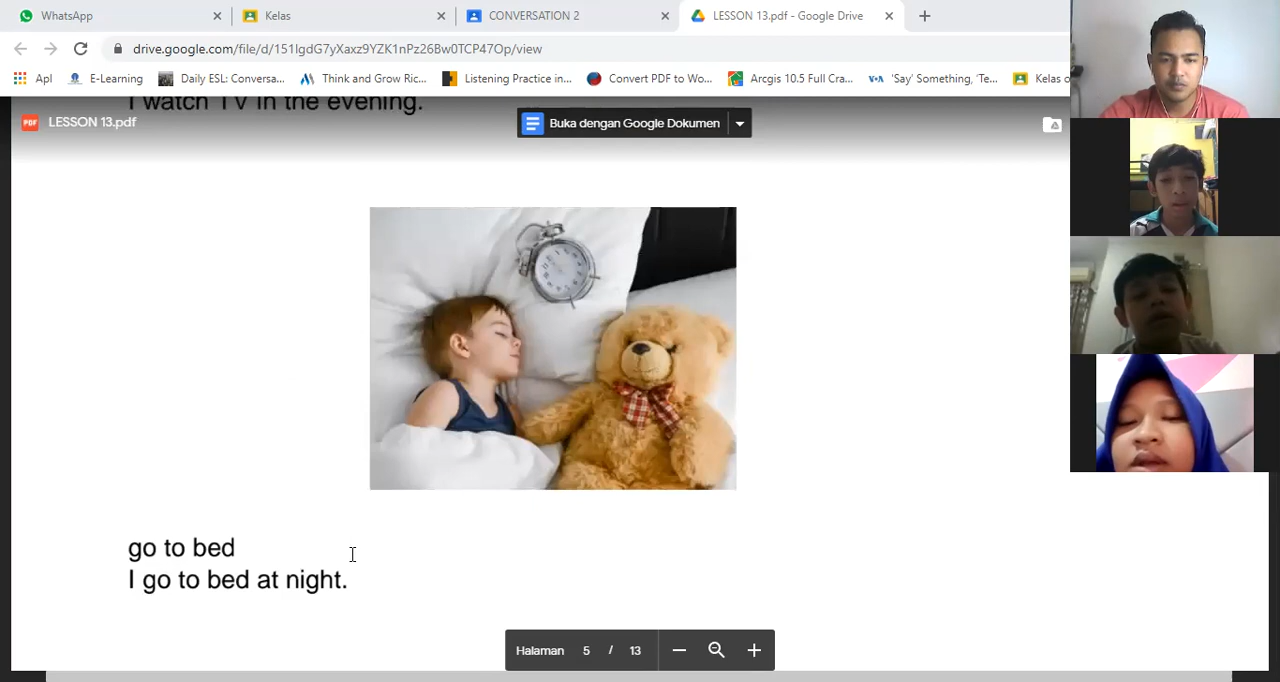 WhatsApp
Kelas
CONVERSATION 2
LESSON 13.pdf - Google Drive
drive.google.com/file/d/151lgdG7yXaxz9YZK1nPz26Bw0TCP47Op/view
Apl
E-Learning
Daily ESL: Conversa...
Think and Grow Ric...
Listening Practice in...
Convert PDF to Wo...
Arcgis 10.5 Full Cra...
'Say' Something, 'Te...
Kelas o
I watch TV in the evening.
PDF
LESSON 13.pdf
Buka dengan Google Dokumen
go to bed
I go to bed at night.
Halaman 5 / 13